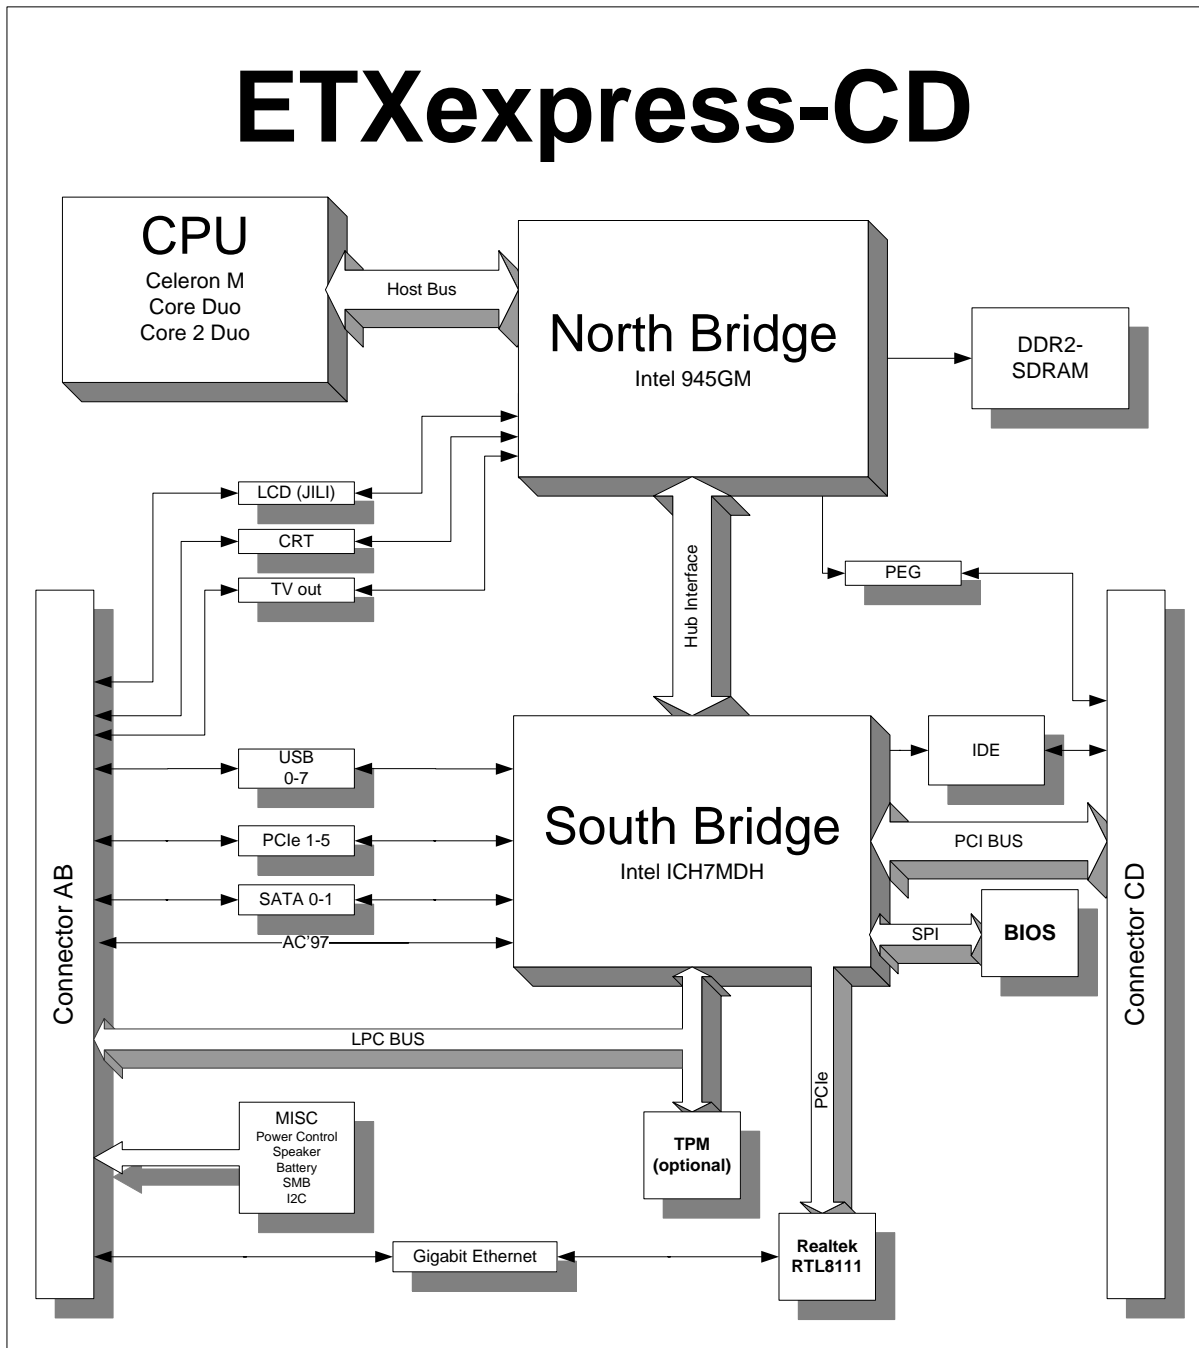 ETXexpress-CD
CPU
Celeron M
Core Duo
Core 2 Duo
Host Bus
North Bridge
Intel 945GM
DDR2-
SDRAM
LCD (JILI)
CRT
TV out
Hub Interface
PEG
USB
0-7
PCIe 1-5
SATA 0-1
AC'97
South Bridge
Intel ICH7MDH
IDE
PCI BUS
SPI
BIOS
Connector AB
Connector CD
LPC BUS
PCIe
MISC
Power Control
Speaker
Battery
SMB
I2C
TPM
(optional)
Gigabit Ethernet
Realtek
RTL8111